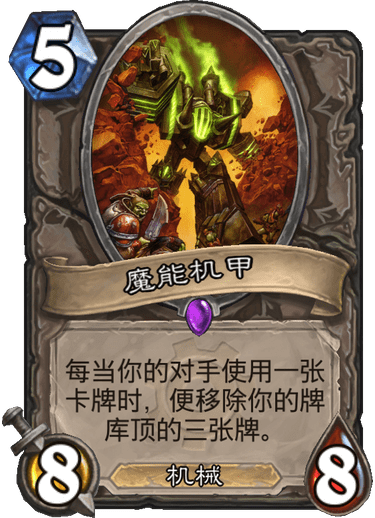 5
魔能机甲
每当你的对手使用一张
卡牌时，便移除你的牌
库顶的三张牌。
8
机械
8